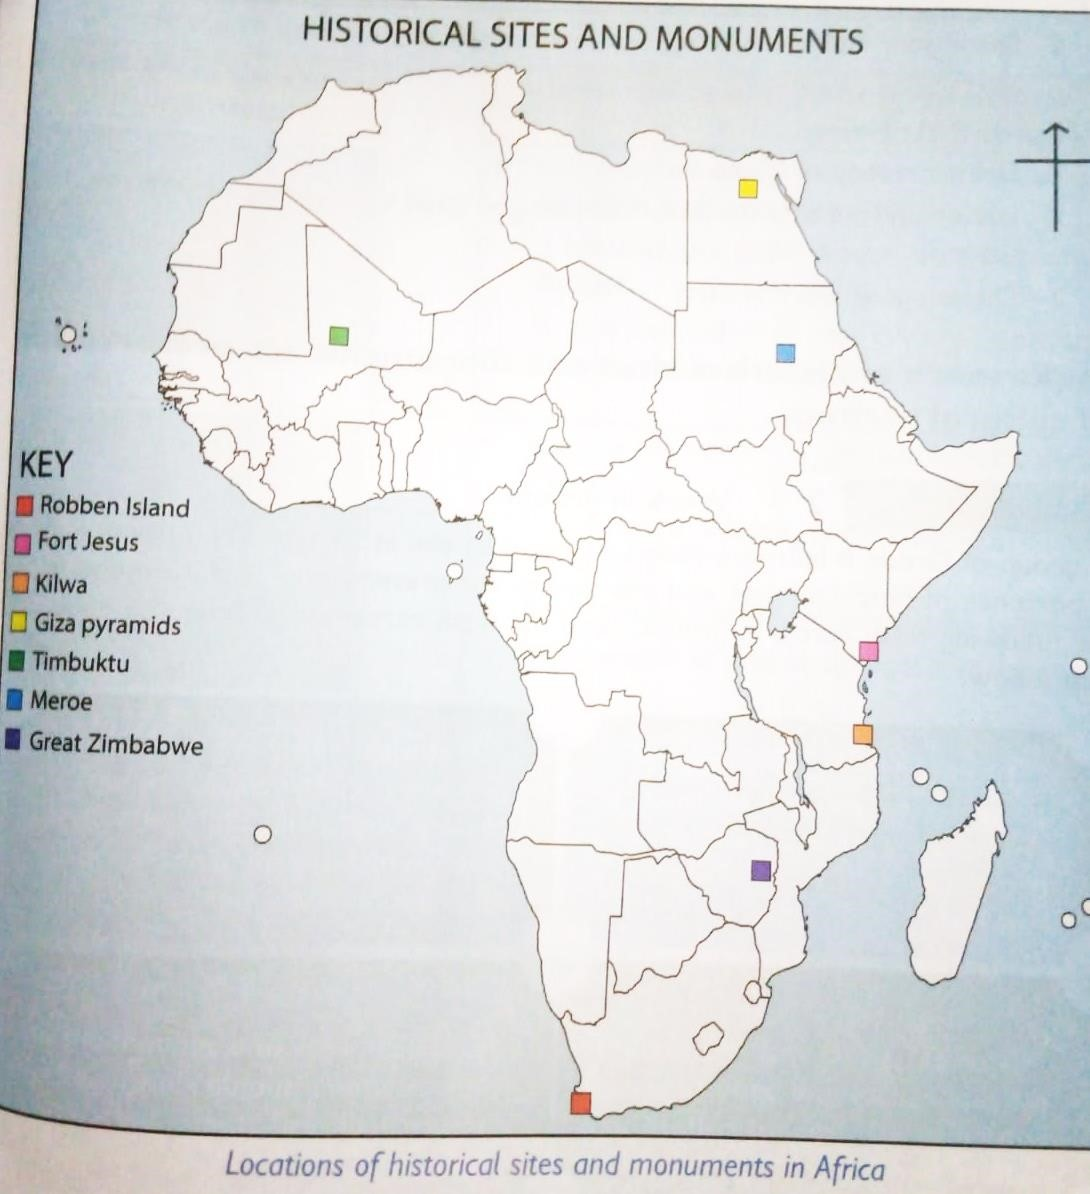 HISTORICAL SITES AND MONUMENTS
KEY
Robben Island
Fort Jesus
Kilwa
Giza pyramids
Timbuktu
Meroe
Great Zimbabwe
Locations of historical sites and monuments in Africa